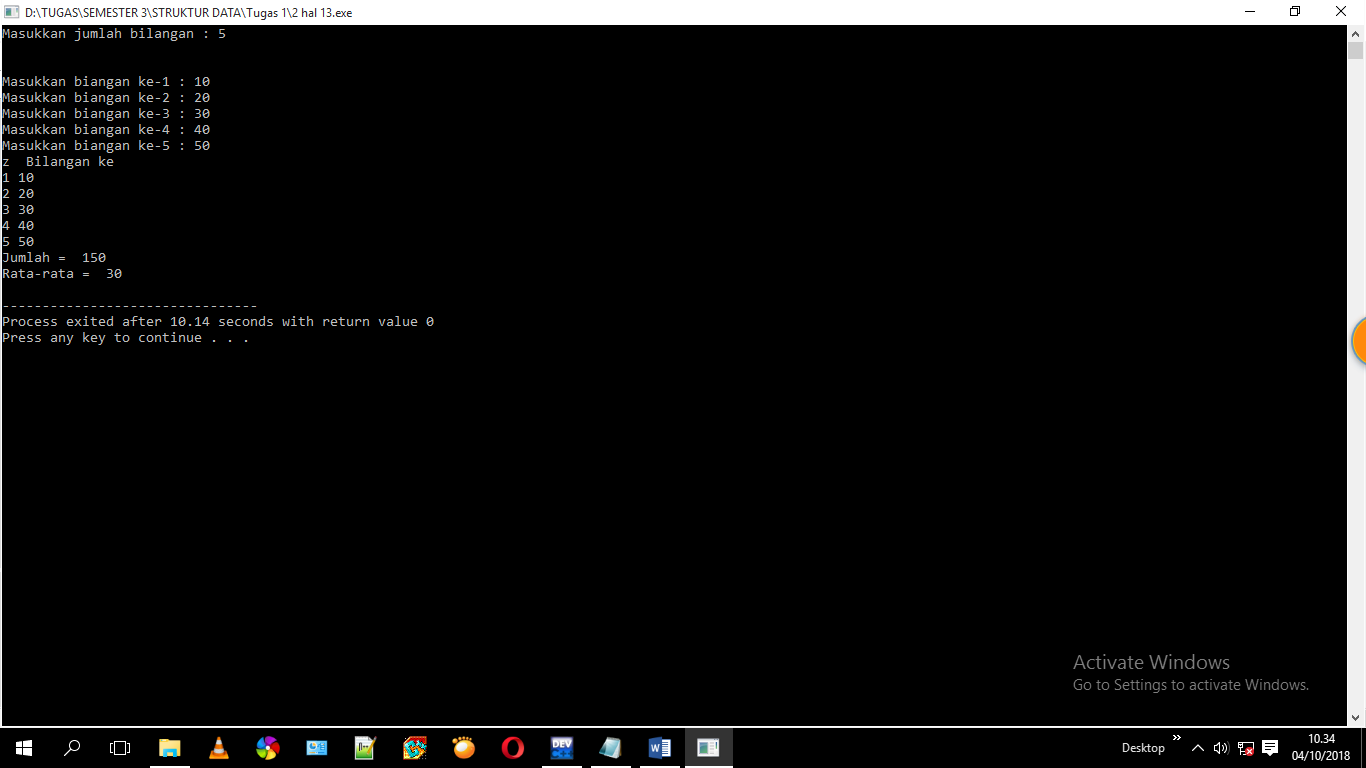 D:\TUGAS\SEMESTER 3\STRUKTUR DATA\Tugas 1\2 hal 13.exe
Masukkan jumlah bilangan : 5
Masukkan biangan ke-1 : 10
Masukkan biangan ke-2 : 20
Masukkan biangan ke-3 : 30
Masukkan biangan ke-4 : 40
Masukkan biangan ke-5 : 50
z  Bilangan ke
1 10
2 20
3 30
4 40
5 50
Jumlah =  150
Rata-rata =  30
--------------------------------
Process exited after 10.14 seconds with return value 0
Press any key to continue . . .
Activate Windows
Go to Settings to activate Windows.
DEV
Desktop
10.34
04/10/2018